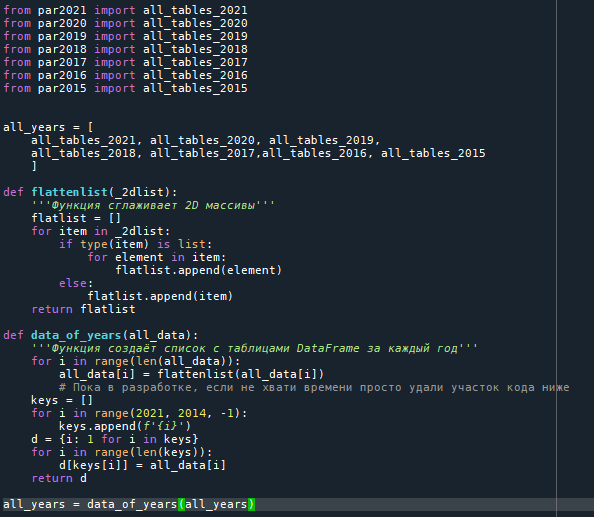 from par2021 import all_tables_2021
from par2020 import all_tables_2020
from par2019 import all_tables_2019
from par2018 import all_tables_2018
from par2017 import all_tables_2017
from par2016 import all_tables_2016
from par2015 import all_tables_2015
all_years = [
    all_tables_2021, all_tables_2020, all_tables_2019,
    all_tables_2018, all_tables_2017,all_tables_2016, all_tables_2015
    ]
def flattenlist(_2dlist):
    '''Функция сглаживает 2D массивы'''
    flatlist = []
    for item in _2dlist:
        if type(item) is list:
            for element in item:
                flatlist.append(element)
        else:
            flatlist.append(item)
    return flatlist
def data_of_years(all_data):
    '''Функция создаёт список с таблицами DataFrame за каждый год'''
    for i in range(len(all_data)):
        all_data[i] = flattenlist(all_data[i])
        # Пока в разработке, если не хвати времени просто удали участок кода ниже
    keys = []
    for i in range(2021, 2014, -1):
        keys.append(f'{i}')
    d = {i: 1 for i in keys}
    for i in range(len(keys)):
        d[keys[i]] = all_data[i]
    return d
all_years = data_of_years(all_years)